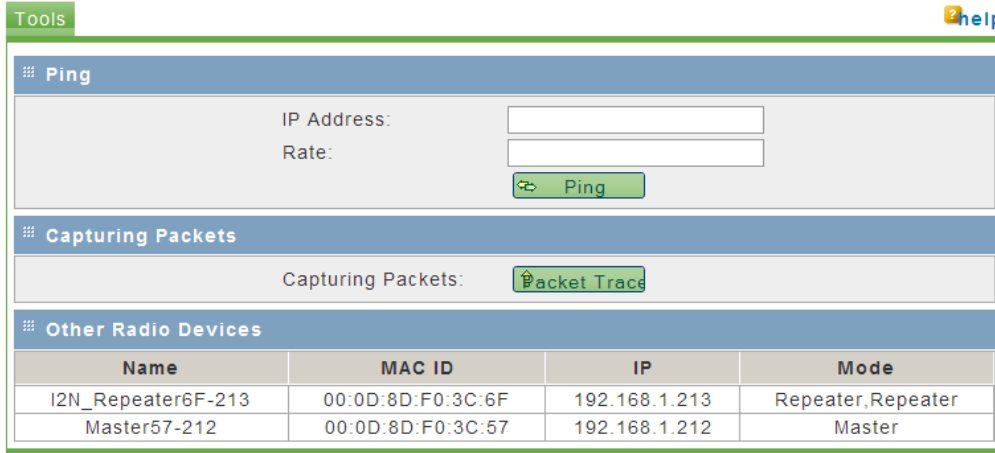 Tools
help
Ping
IP Address:
Rate:
Ping
Capturing Packets
Capturing Packets: Packet Trace
Other Radio Devices
Name MAC ID IP Mode
I2N_Repeater6F-213 00:0D:8D:F0:3C:6F 192.168.1.213 Repeater,Repeater
Master57-212 00:0D:8D:F0:3C:57 192.168.1.212 Master